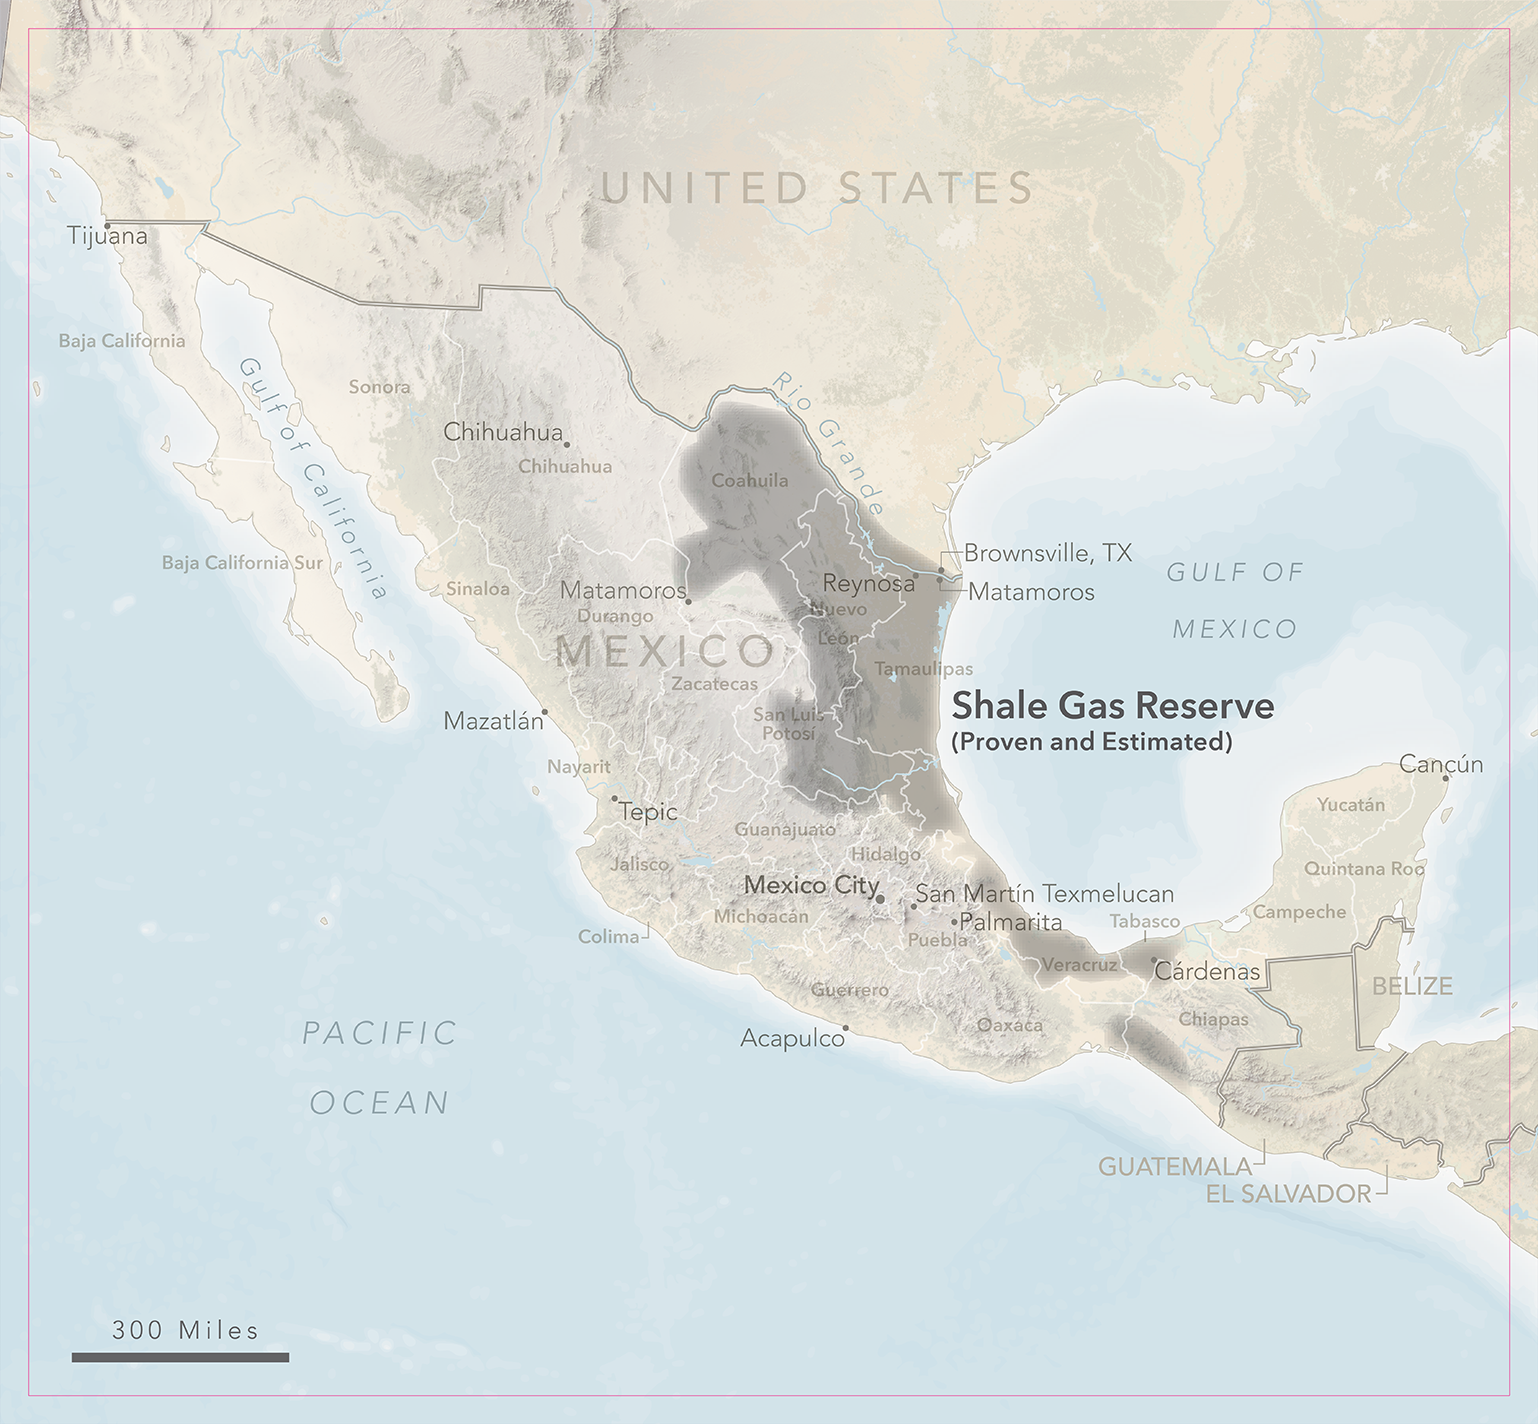 UNITED STATES
Tijuana
Baja California
Gulf of California
Sonora
Rio Grande
Chihuahua
Chihuahua
Coahuila
Baja California Sur
Sinaloa
Brownsville, TX
Matamoros
GULF OF
MEXICO
Matamoros
Durango
Reynosa
Nuevo
León
MEXICO
Tamaulipas
Zacatecas
Mazatlán
San Luis
Potosí
Shale Gas Reserve
(Proven and Estimated)
Nayarit
Cancún
Yucatán
Tepic
Guanajuato
Jalisco
Hidalgo
Quintana Roo
Mexico City
San Martín Texmelucan
Michoacán
Palmarita
Tabasco
Campeche
Colima
Puebla
Veracruz
Cárdenas
Guerrero
BELIZE
Oaxaca
Chiapas
Acapulco
PACIFIC
OCEAN
GUATEMALA
EL SALVADOR
300 Miles